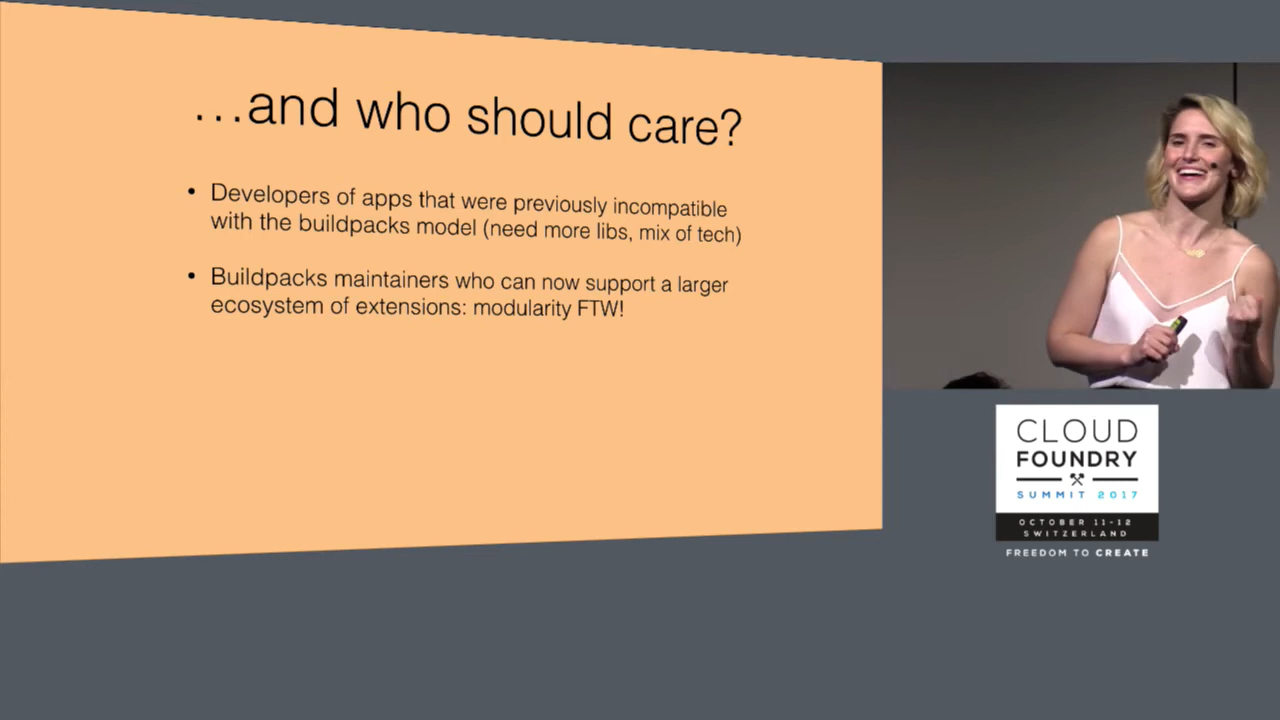 ...and who should care?
• Developers of apps that were previously incompatible
with the buildpacks model (need more libs, mix of tech)
• Buildpacks maintainers who can now support a larger
ecosystem of extensions: modularity FTW!
CLOUD
FOUNDRY
SUMMIT 2017
OCTOBER 11-12
SWITZERLAND
FREEDOM TO CREATE